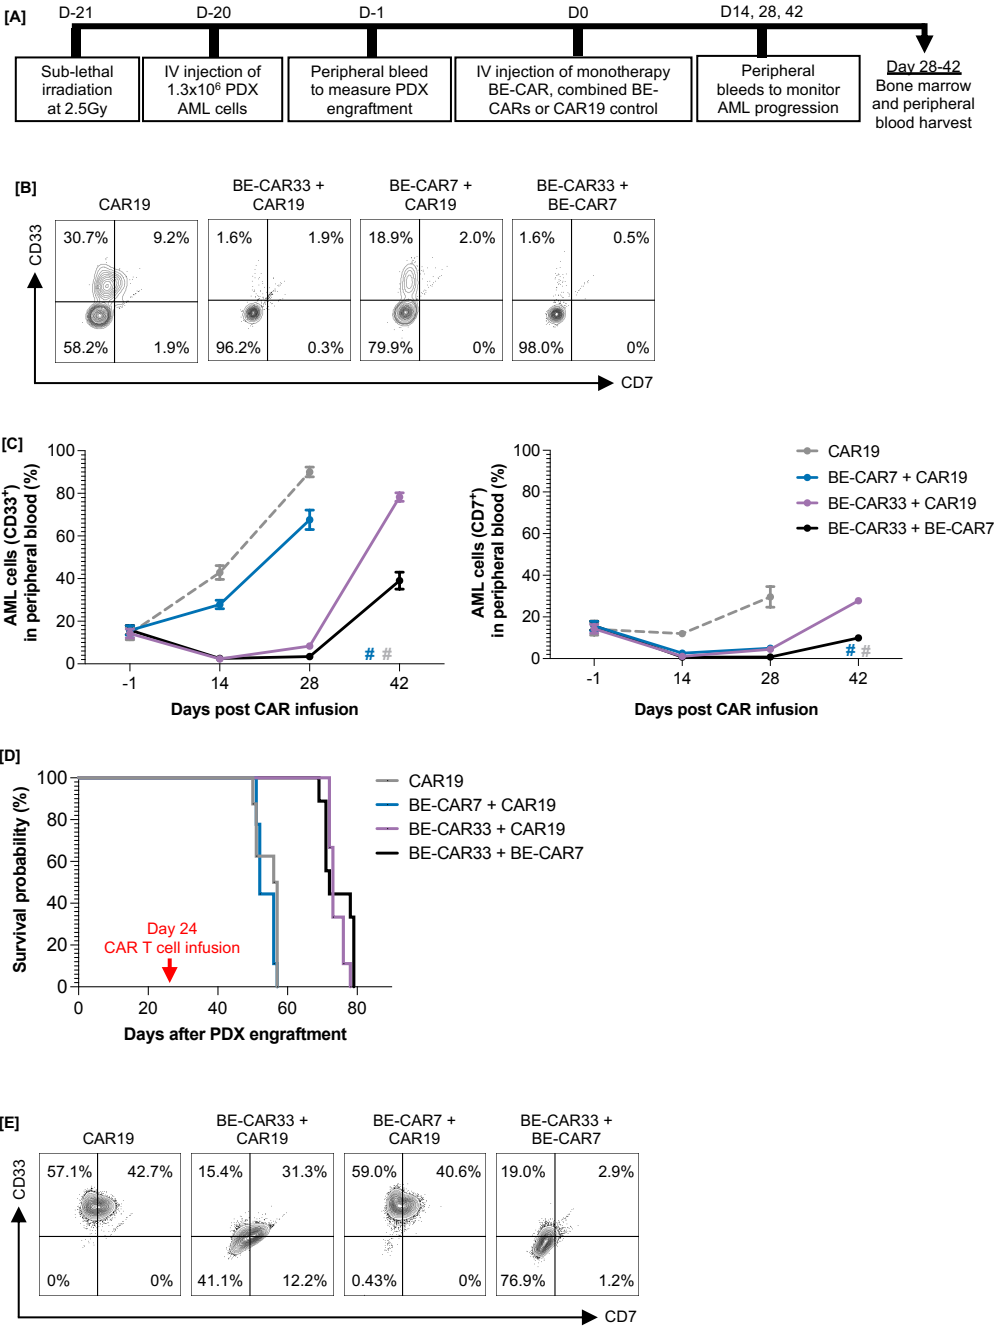 [A]
D-21
D-20
D-1
D0
D14, 28, 42
Sub-lethal
irradiation
at 2.5Gy
IV injection of
1.3x10⁶ PDX
AML cells
Peripheral bleed
to measure PDX
engraftment
IV injection of monotherapy
BE-CAR, combined BE-
CARs or CAR19 control
Peripheral
bleeds to monitor
AML progression
Day 28-42
Bone marrow
and peripheral
blood harvest
[B]
CAR19
BE-CAR33 +
CAR19
BE-CAR7 +
CAR19
BE-CAR33 +
BE-CAR7
CD33
30.7% 9.2%
58.2% 1.9%
1.6% 1.9%
96.2% 0.3%
18.9% 2.0%
79.9% 0%
1.6% 0.5%
98.0% 0%
CD7
[C]
AML cells (CD33⁺)
in peripheral blood (%)
100
80
60
40
20
0
# #
-1 14 28 42
Days post CAR infusion
AML cells (CD7⁺)
in peripheral blood (%)
100
80
60
40
20
0
# #
-1 14 28 42
Days post CAR infusion
CAR19
BE-CAR7 + CAR19
BE-CAR33 + CAR19
BE-CAR33 + BE-CAR7
[D]
Survival probability (%)
100
80
60
40
20
0
Day 24
CAR T cell infusion
0 20 40 60 80
Days after PDX engraftment
CAR19
BE-CAR7 + CAR19
BE-CAR33 + CAR19
BE-CAR33 + BE-CAR7
[E]
CAR19
BE-CAR33 +
CAR19
BE-CAR7 +
CAR19
BE-CAR33 +
BE-CAR7
CD33
57.1% 42.7%
0% 0%
15.4% 31.3%
41.1% 12.2%
59.0% 40.6%
0.43% 0%
19.0% 2.9%
76.9% 1.2%
CD7